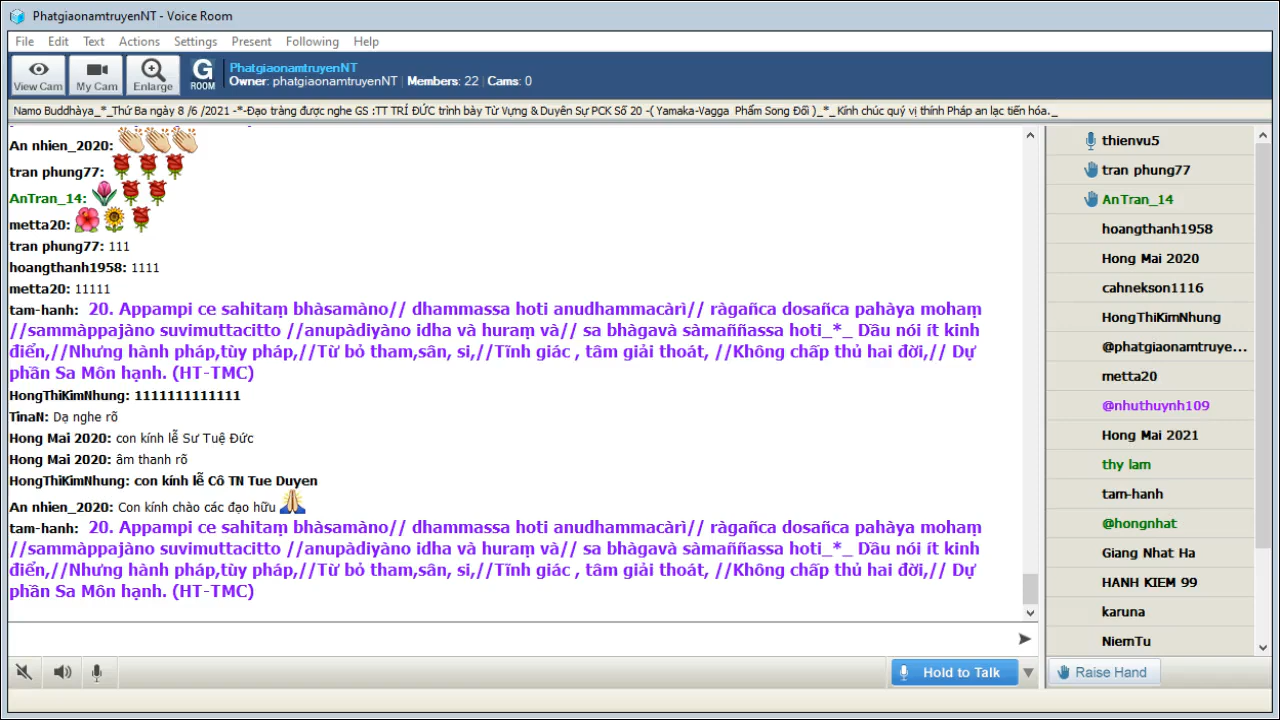 PhatgiaonamtruyenNT - Voice Room
File Edit Text Actions Settings Present Following Help
View Cam My Cam Enlarge G ROOM
PhatgiaonamtruyenNT
Owner: phatgiaonamtruyenNT | Members: 22 | Cams: 0
Namo Buddhàya_*_Thứ Ba ngày 8 /6 /2021 -*-Đạo tràng được nghe GS :TT TRÍ ĐỨC trình bày Từ Vựng & Duyên Sự PCK Số 20 -( Yamaka-Vagga Phẩm Song Đối )_*_ Kính chúc quý vị thính Pháp an lạc tiến hóa._
An nhien_2020:
tran phung77:
AnTran_14:
metta20:
tran phung77: 111
hoangthanh1958: 1111
metta20: 11111
tam-hanh: 20. Appampi ce sahitaṃ bhàsamàno// dhammassa hoti anudhammacàrì// ràgañca dosañca pahàya mohaṃ
//sammàppajàno suvimuttacitto //anupàdiyàno idha và huraṃ và// sa bhàgavà sàmaññassa hoti_*_ Dầu nói ít kinh
điển,//Nhưng hành pháp,tùy pháp,//Từ bỏ tham,sân, si,//Tĩnh giác , tâm giải thoát, //Không chấp thủ hai đời,// Dự
phần Sa Môn hạnh. (HT-TMC)
HongThiKimNhung: 1111111111111
TinaN: Dạ nghe rõ
Hong Mai 2020: con kính lễ Sư Tuệ Đức
Hong Mai 2020: âm thanh rõ
HongThiKimNhung: con kính lễ Cô TN Tue Duyen
An nhien_2020: Con kính chào các đạo hữu
tam-hanh: 20. Appampi ce sahitaṃ bhàsamàno// dhammassa hoti anudhammacàrì// ràgañca dosañca pahàya mohaṃ
//sammàppajàno suvimuttacitto //anupàdiyàno idha và huraṃ và// sa bhàgavà sàmaññassa hoti_*_ Dầu nói ít kinh
điển,//Nhưng hành pháp,tùy pháp,//Từ bỏ tham,sân, si,//Tĩnh giác , tâm giải thoát, //Không chấp thủ hai đời,// Dự
phần Sa Môn hạnh. (HT-TMC)
Hold to Talk
thienvu5
tran phung77
AnTran_14
hoangthanh1958
Hong Mai 2020
cahnekson1116
HongThiKimNhung
@phatgiaonamtruye...
metta20
@nhuthuynh109
Hong Mai 2021
thy lam
tam-hanh
@hongnhat
Giang Nhat Ha
HANH KIEM 99
karuna
NiemTu
Raise Hand